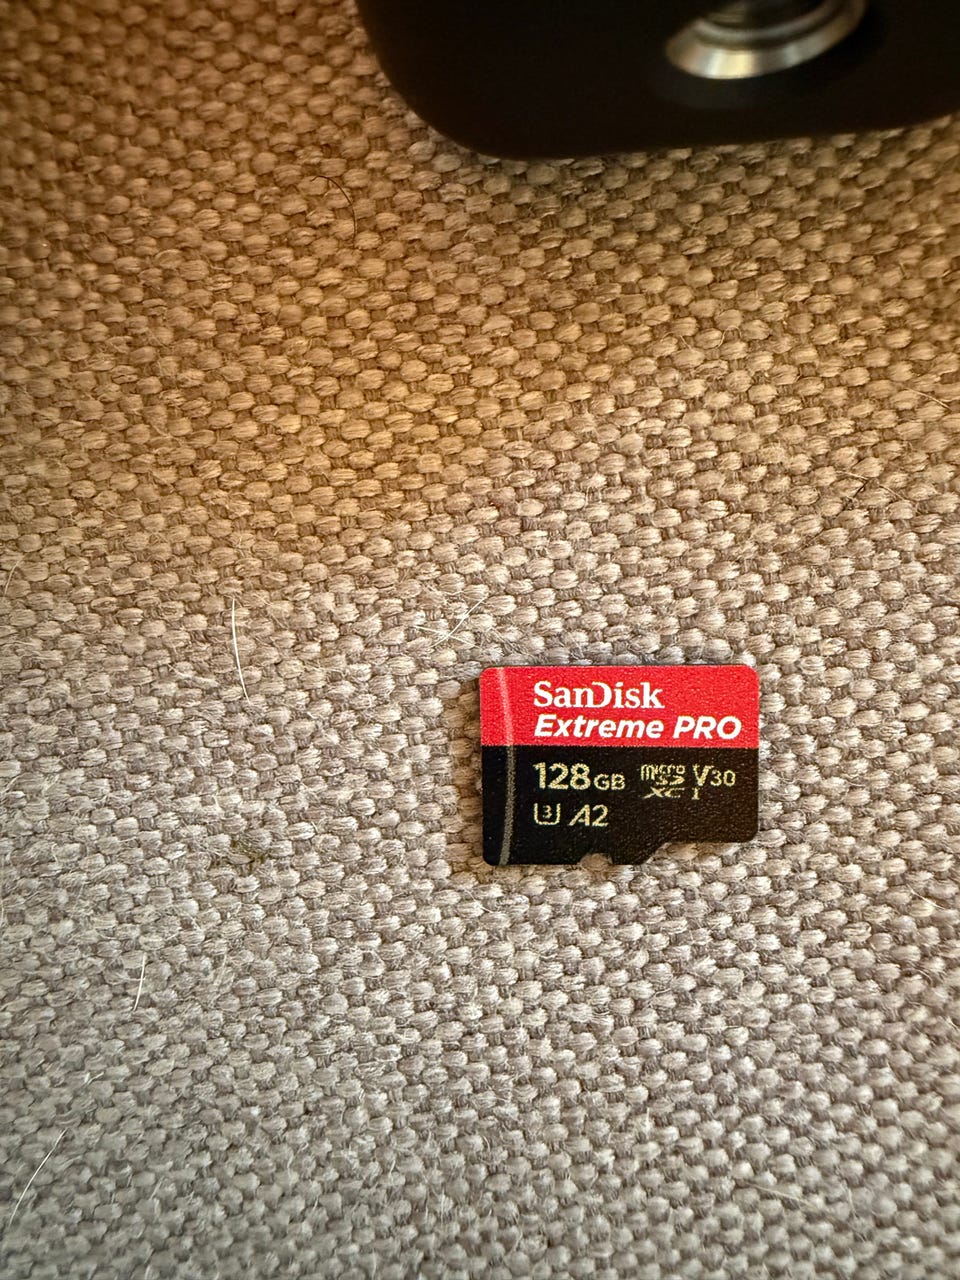 SanDisk
Extreme PRO
128GB micro SD XC I V30
U3 A2